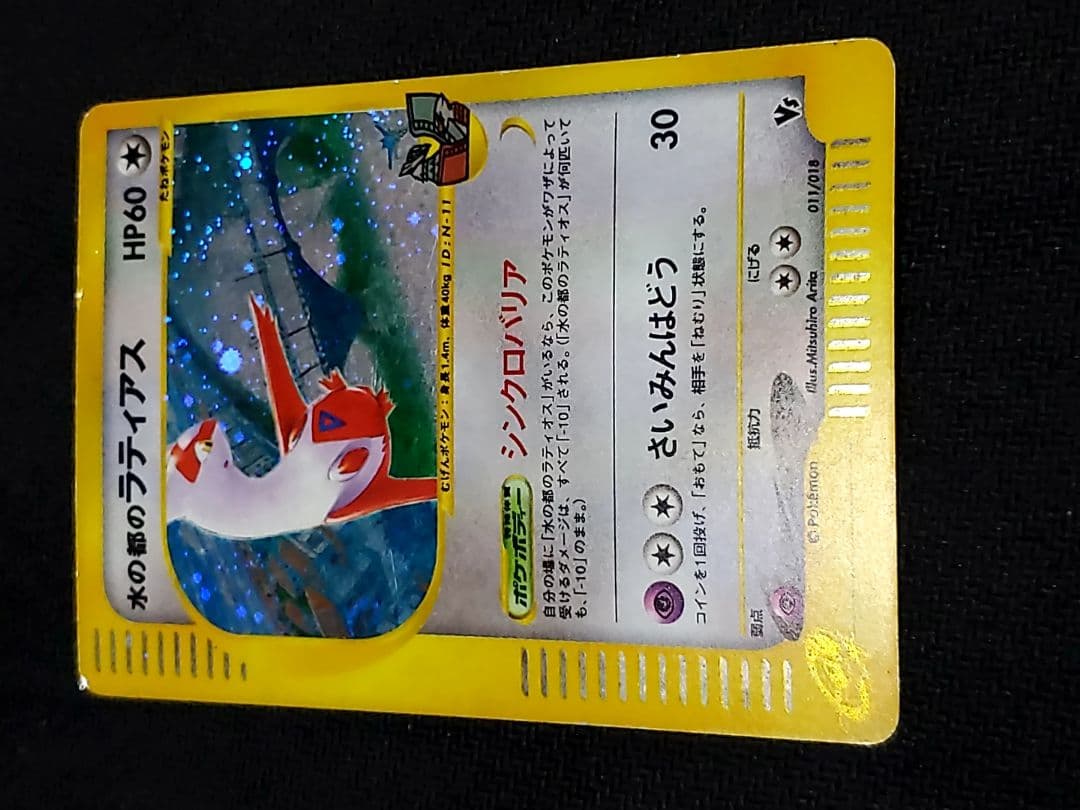 水の都のラティアス HP60
たねポケモン
むげんポケモン：身長1.4m、体重40kg / D：N-11
ポケボディー 特殊体質 シンクロバリア
自分の場に「水の都のラティオス」がいるなら、このポケモンがワザによって
受けるダメージは、すべて「-10」される。（「水の都のラティオス」が何匹いて
も、「-10」のまま。）
さいみんはどう 30
コインを1回投げ、「おもて」なら、相手を「ねむり」状態にする。
弱点 抵抗力 にげる
© Pokémon Illus.Mitsuhiro Arita 011/018 VS